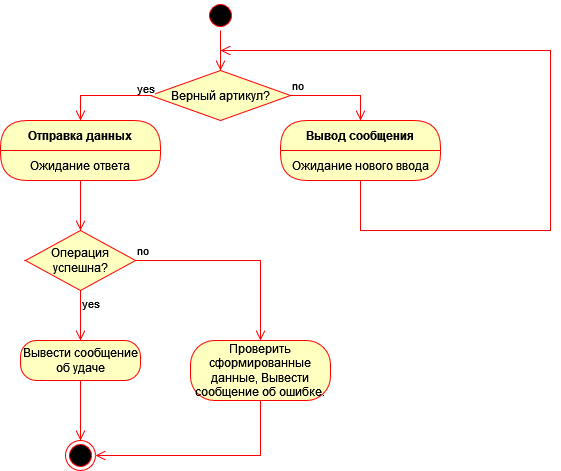 yes
Верный артикул?
no
Отправка данных
Ожидание ответа
Вывод сообщения
Ожидание нового ввода
Операция
успешна?
no
yes
Вывести сообщение
об удаче
Проверить
сформированные
данные, Вывести
сообщение об ошибке.